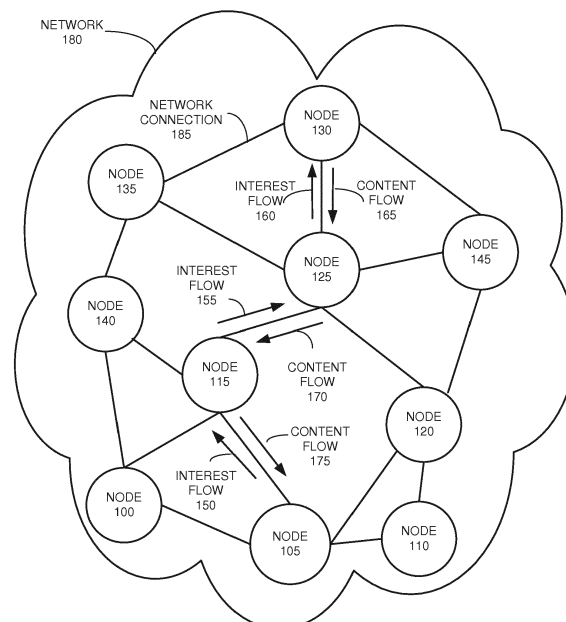 NETWORK
180
NETWORK
CONNECTION
185
NODE
130
NODE
135
INTEREST
FLOW
160
CONTENT
FLOW
165
NODE
125
NODE
145
INTEREST
FLOW
155
NODE
140
NODE
115
CONTENT
FLOW
170
NODE
120
CONTENT
FLOW
175
INTEREST
FLOW
150
NODE
100
NODE
105
NODE
110